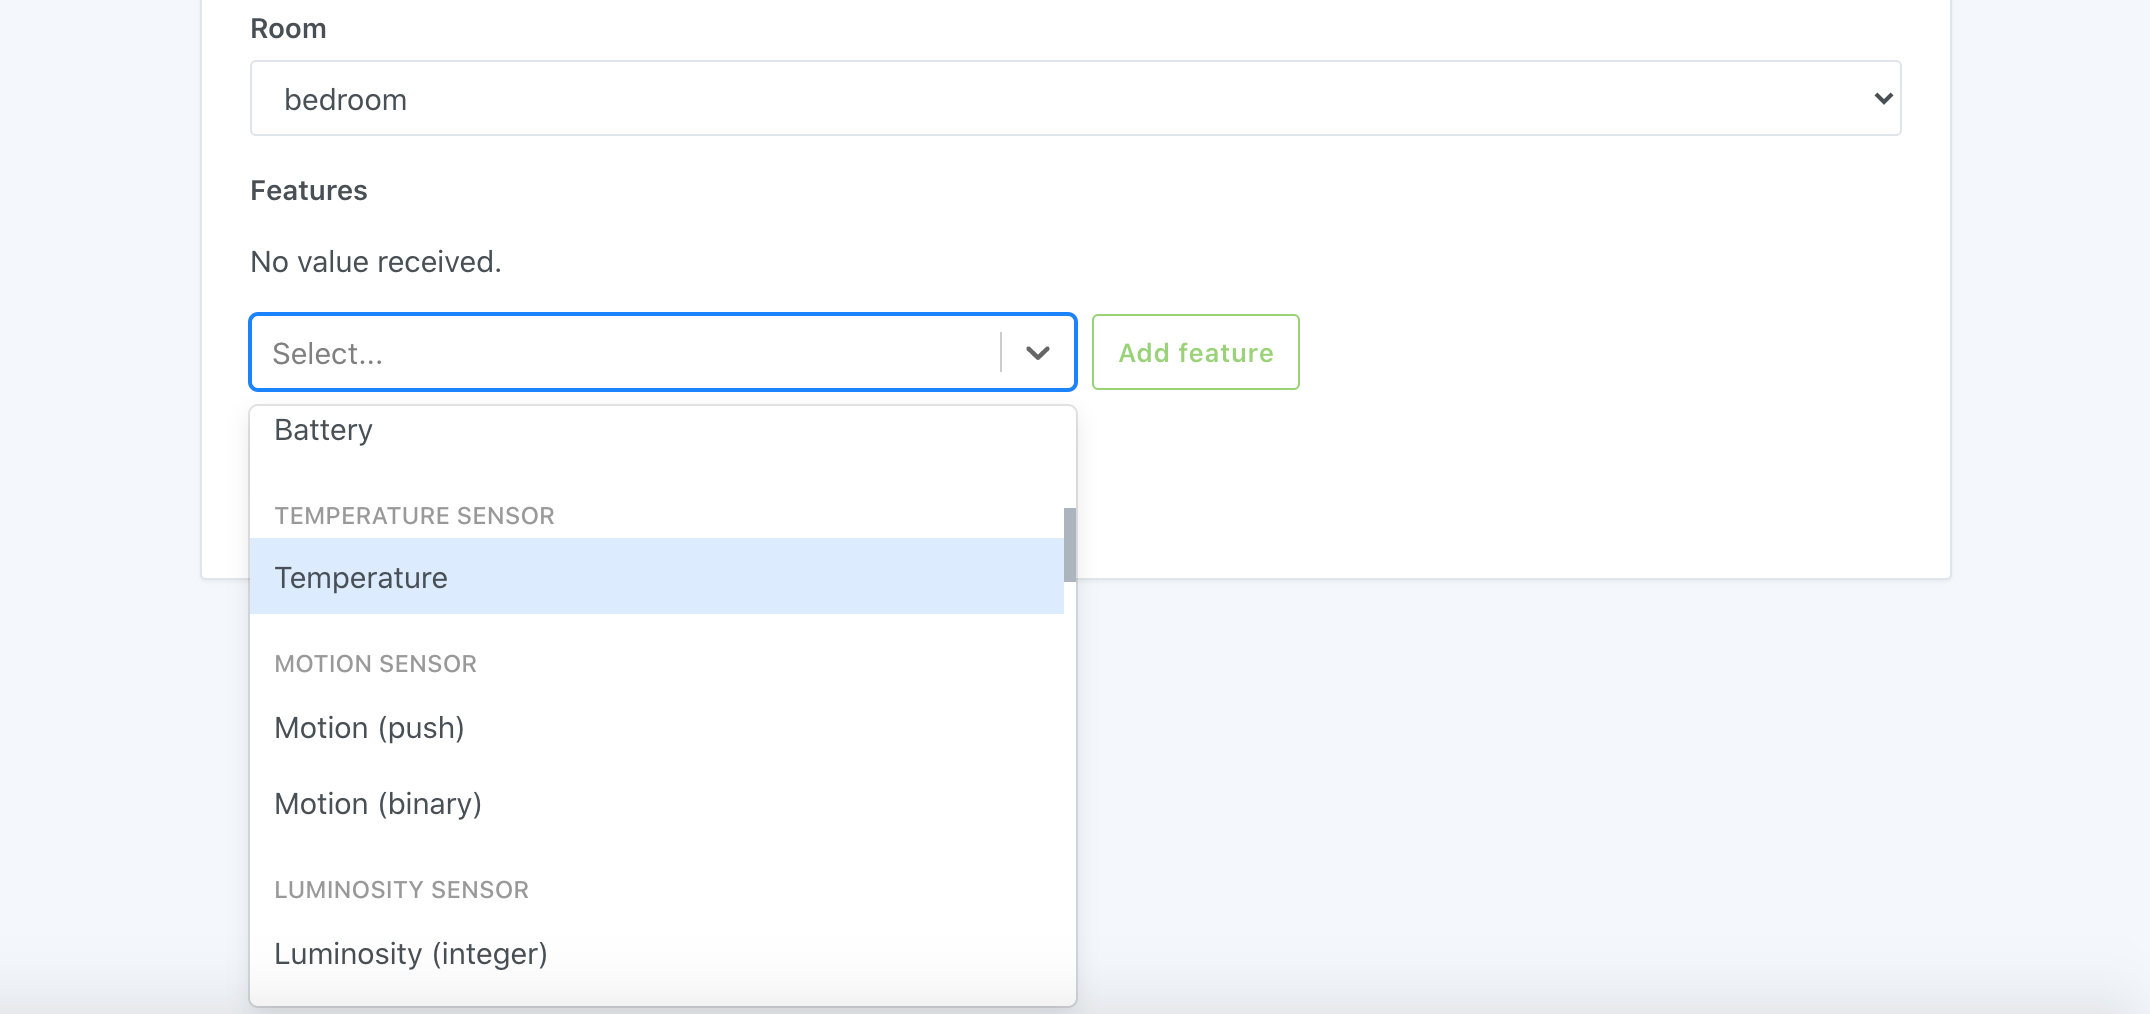 Room
bedroom
Features
No value received.
Select...
Add feature
Battery
TEMPERATURE SENSOR
Temperature
MOTION SENSOR
Motion (push)
Motion (binary)
LUMINOSITY SENSOR
Luminosity (integer)